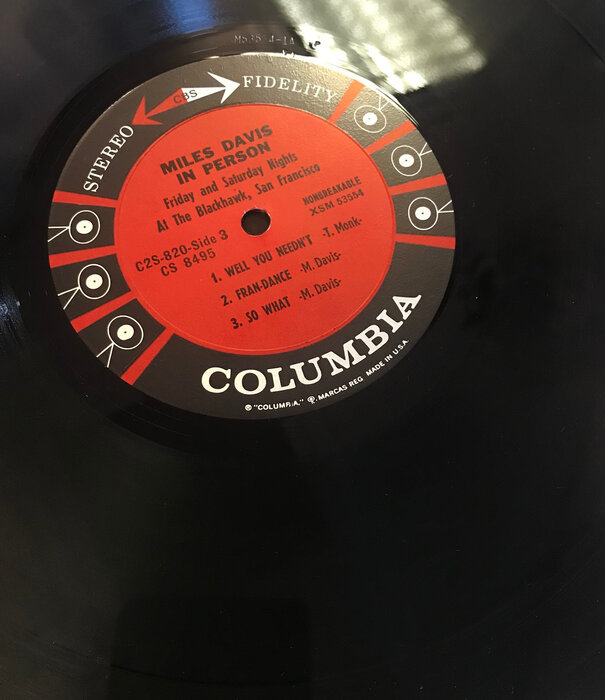 STEREO
CBS
FIDELITY
MILES DAVIS
IN PERSON
Friday and Saturday Nights
At The Blackhawk, San Francisco
NONBREAKABLE
XSM 53554
C2S-820-Side 3
CS 8495
1. WELL YOU NEEDN'T -T. Monk-
2. FRAN-DANCE -M. Davis-
3. SO WHAT -M. Davis-
COLUMBIA
® "COLUMBIA," ® MARCAS REG MADE IN U.S.A.